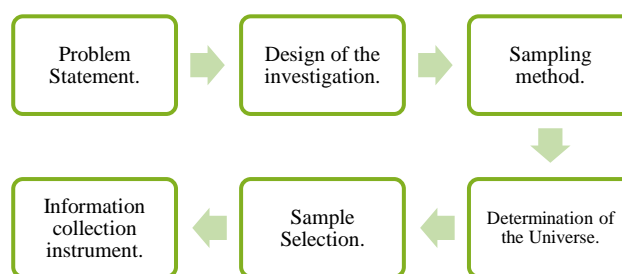 Problem
Statement.
Design of the
investigation.
Sampling
method.
Determination of
the Universe.
Sample
Selection.
Information
collection
instrument.